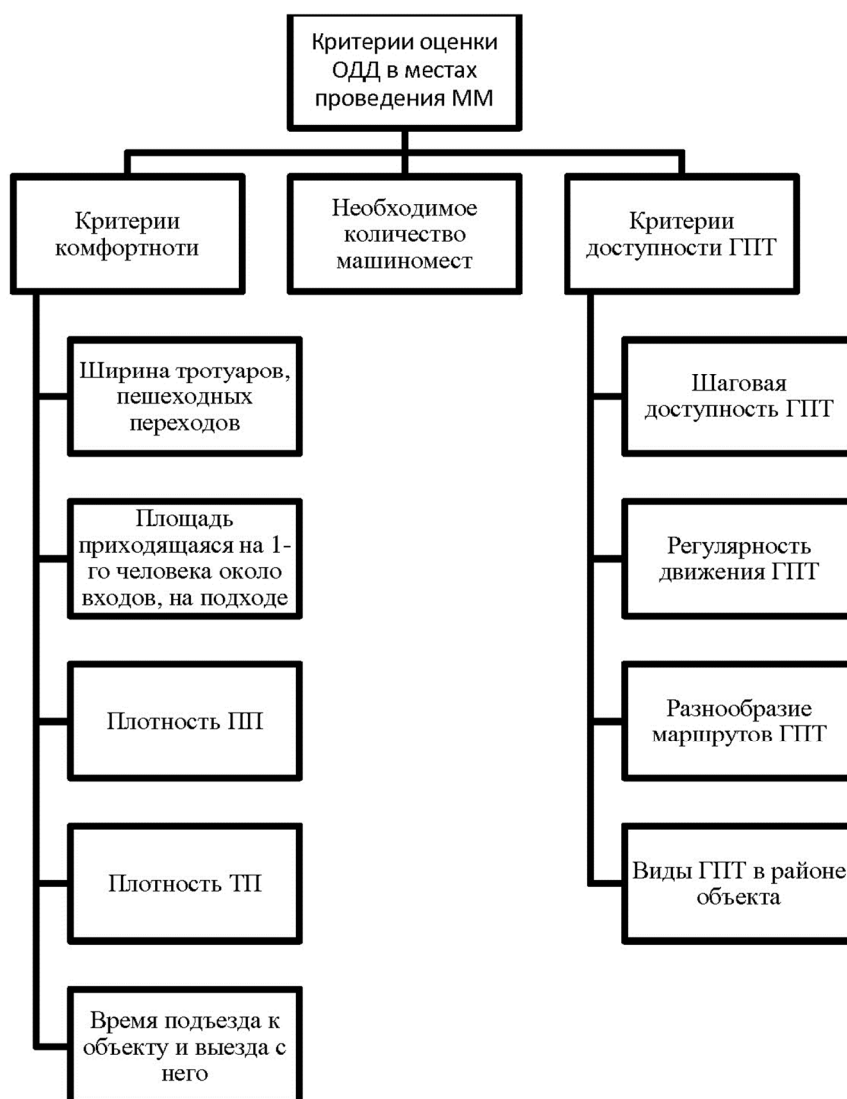 Критерии оценки
ОДД в местах
проведения ММ
Критерии
комфортноти
Необходимое
количество
машиномест
Критерии
доступности ГПТ
Ширина тротуаров,
пешеходных
переходов
Площадь
приходящаяся на 1-
го человека около
входов, на подходе
Плотность ПП
Плотность ТП
Время подъезда к
объекту и выезда с
него
Шаговая
доступность ГПТ
Регулярность
движения ГПТ
Разнообразие
маршрутов ГПТ
Виды ГПТ в районе
объекта